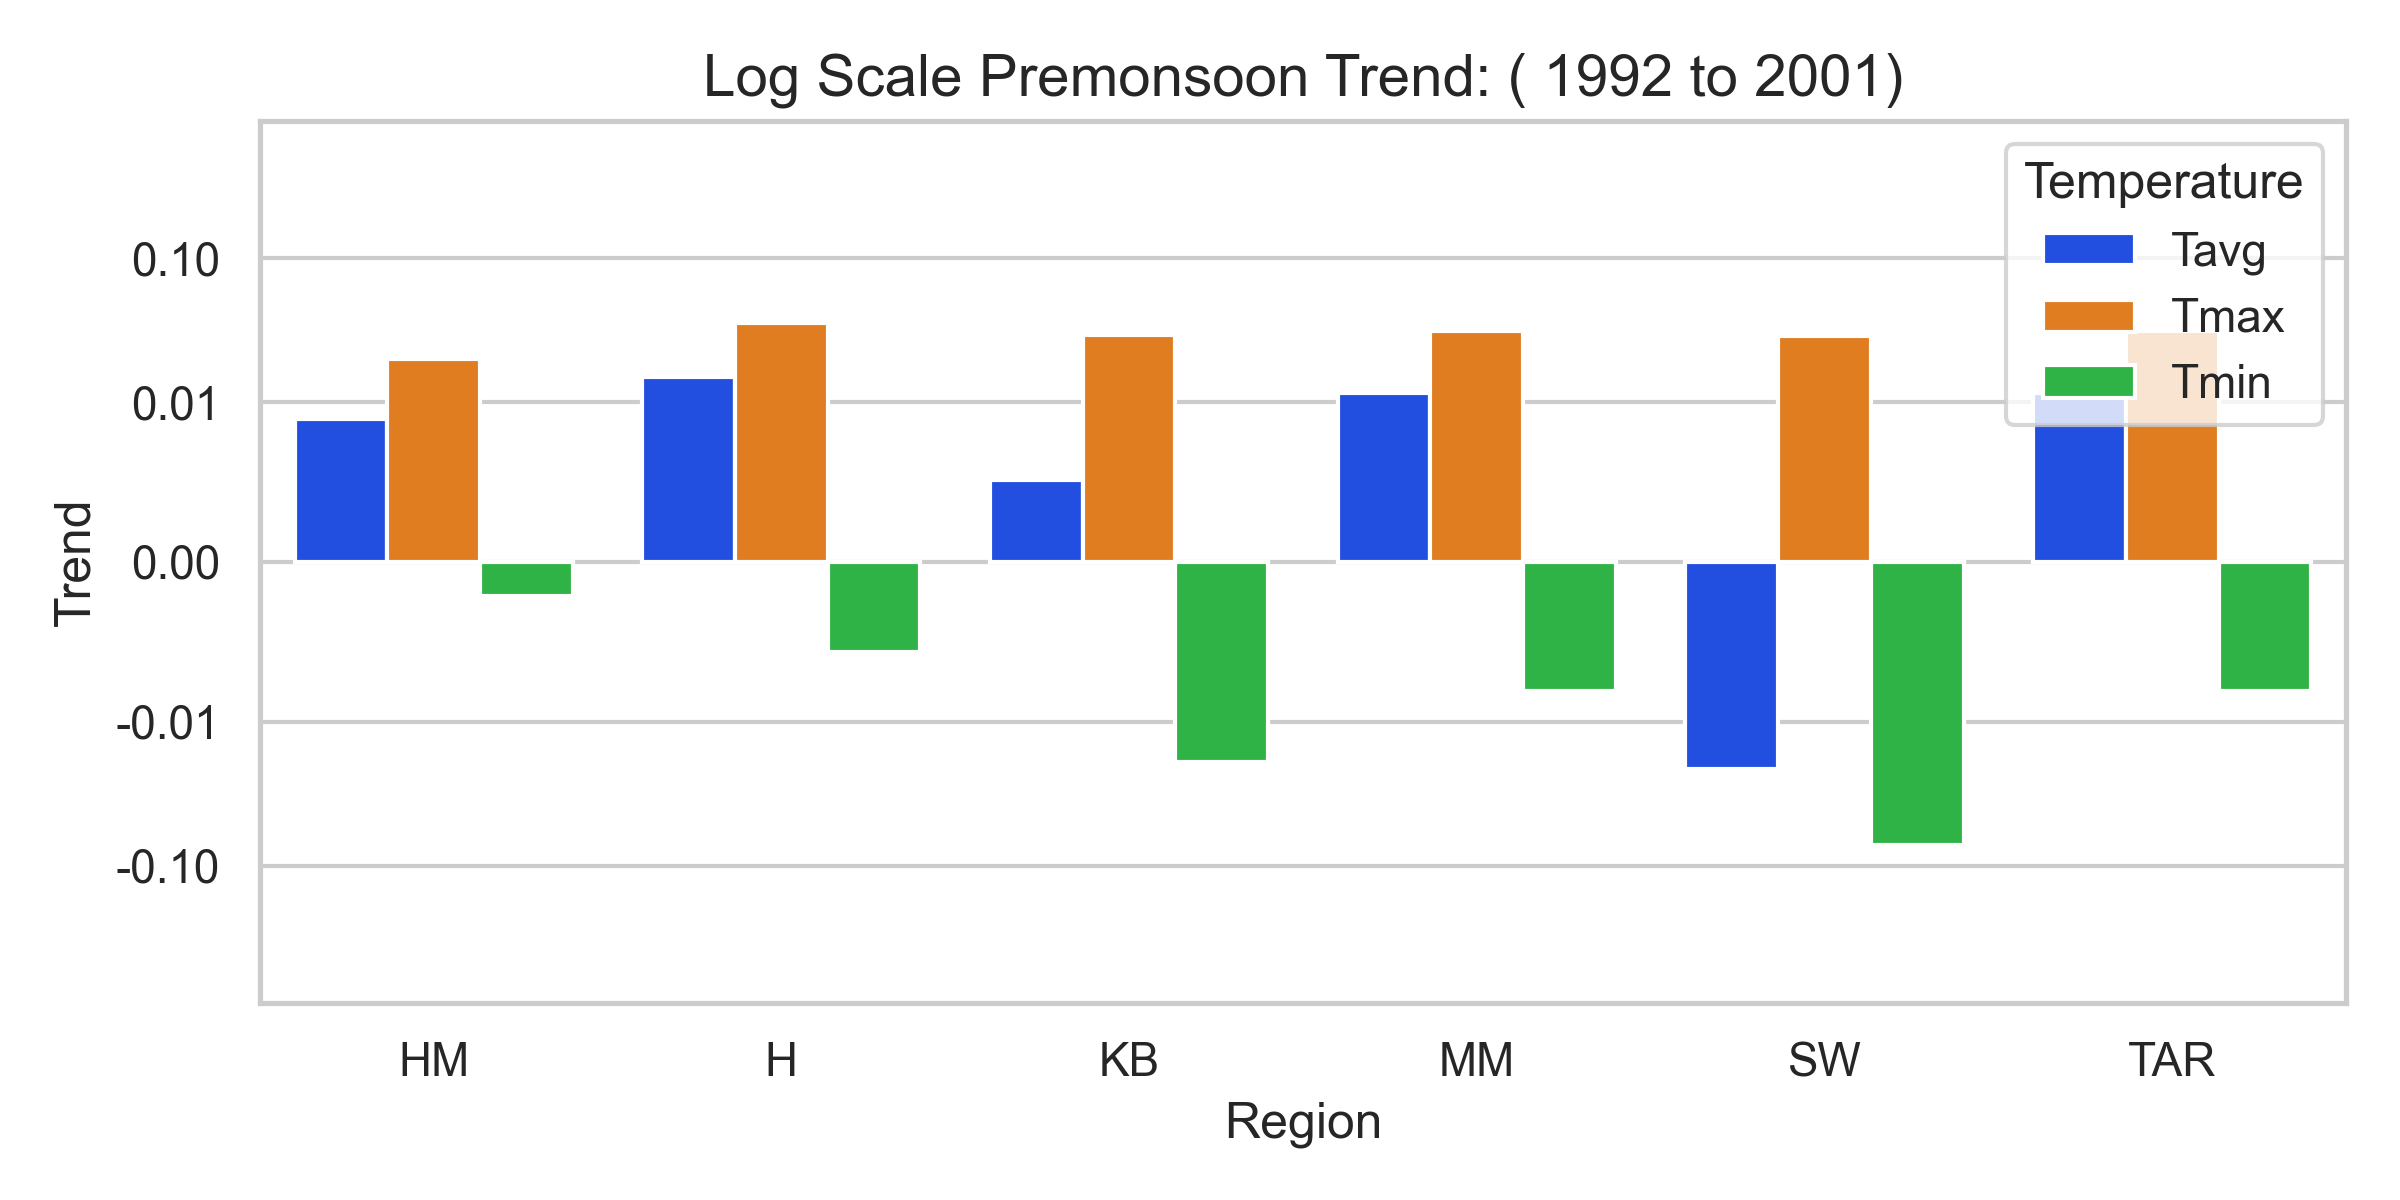 Log Scale Premonsoon Trend: ( 1992 to 2001)
Temperature
Tavg
Tmax
Tmin
0.10
0.01
0.00
-0.01
-0.10
Trend
HM H KB MM SW TAR
Region